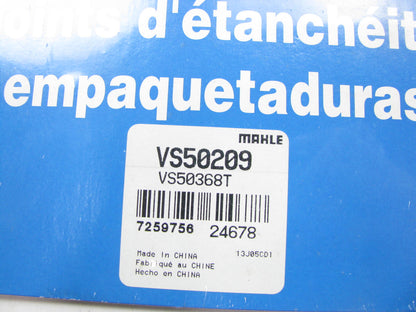 oints d'étanchéit
empaquetaduras
MAHLE
VS50209
VS50368T
7259756 24678
Made in CHINA 13J05CD1
Fabriqué au CHINE
Hecho en CHINA